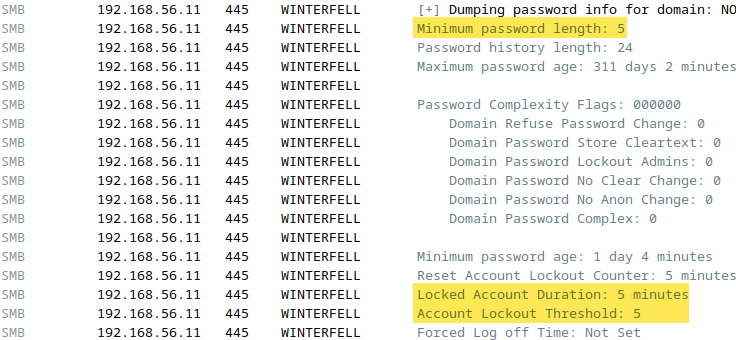 SMB 192.168.56.11 445 WINTERFELL [+] Dumping password info for domain: NO
SMB 192.168.56.11 445 WINTERFELL Minimum password length: 5
SMB 192.168.56.11 445 WINTERFELL Password history length: 24
SMB 192.168.56.11 445 WINTERFELL Maximum password age: 311 days 2 minutes
SMB 192.168.56.11 445 WINTERFELL
SMB 192.168.56.11 445 WINTERFELL Password Complexity Flags: 000000
SMB 192.168.56.11 445 WINTERFELL Domain Refuse Password Change: 0
SMB 192.168.56.11 445 WINTERFELL Domain Password Store Cleartext: 0
SMB 192.168.56.11 445 WINTERFELL Domain Password Lockout Admins: 0
SMB 192.168.56.11 445 WINTERFELL Domain Password No Clear Change: 0
SMB 192.168.56.11 445 WINTERFELL Domain Password No Anon Change: 0
SMB 192.168.56.11 445 WINTERFELL Domain Password Complex: 0
SMB 192.168.56.11 445 WINTERFELL
SMB 192.168.56.11 445 WINTERFELL Minimum password age: 1 day 4 minutes
SMB 192.168.56.11 445 WINTERFELL Reset Account Lockout Counter: 5 minutes
SMB 192.168.56.11 445 WINTERFELL Locked Account Duration: 5 minutes
SMB 192.168.56.11 445 WINTERFELL Account Lockout Threshold: 5
SMB 192.168.56.11 445 WINTERFELL Forced Log off Time: Not Set